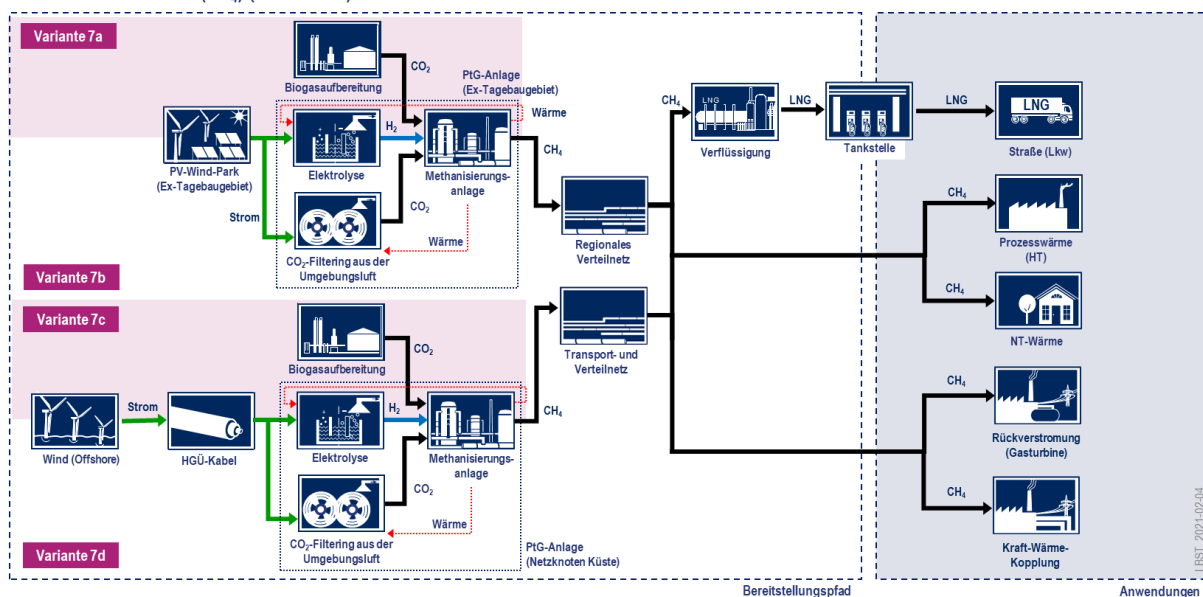 Variante 7a
CO₂
Biogasaufbereitung
PtG-Anlage
(Ex-Tagebaugebiet)
Wärme
H₂
PV-Wind-Park
(Ex-Tagebaugebiet)
Elektrolyse
Methanisierungs-
anlage
CH₄
Strom
CO₂
Wärme
CO₂-Filtering aus der
Umgebungsluft
Variante 7b
Regionales
Verteilnetz
CH₄
LNG
Verflüssigung
LNG
Tankstelle
LNG
LNG
Straße (Lkw)
CH₄
Prozesswärme
(HT)
CH₄
NT-Wärme
Variante 7c
CO₂
Biogasaufbereitung
Transport- und
Verteilnetz
Strom
H₂
CH₄
Wind (Offshore)
HGÜ-Kabel
Elektrolyse
Methanisierungs-
anlage
CO₂
Wärme
CO₂-Filtering aus der
Umgebungsluft
PtG-Anlage
(Netzknoten Küste)
Variante 7d
CH₄
Rückverstromung
(Gasturbine)
CH₄
Kraft-Wärme-
Kopplung
LBST, 2021-02-04
Bereitstellungspfad
Anwendungen